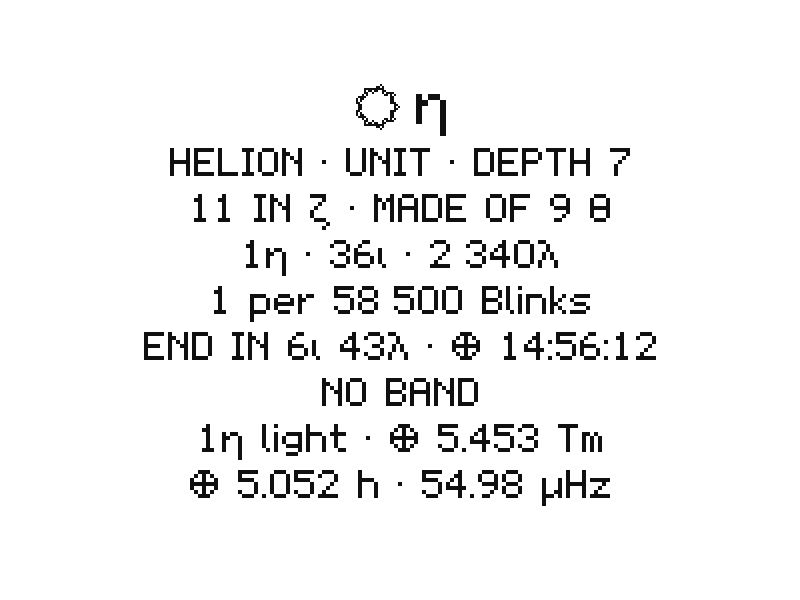 η
HELION · UNIT · DEPTH 7
11 IN ζ · MADE OF 9 θ
1η · 36ι · 2 340λ
1 per 58 500 Blinks
END IN 6ι 43λ · ⊕ 14:56:12
NO BAND
1η light · ⊕ 5.453 Tm
⊕ 5.052 h · 54.98 µHz